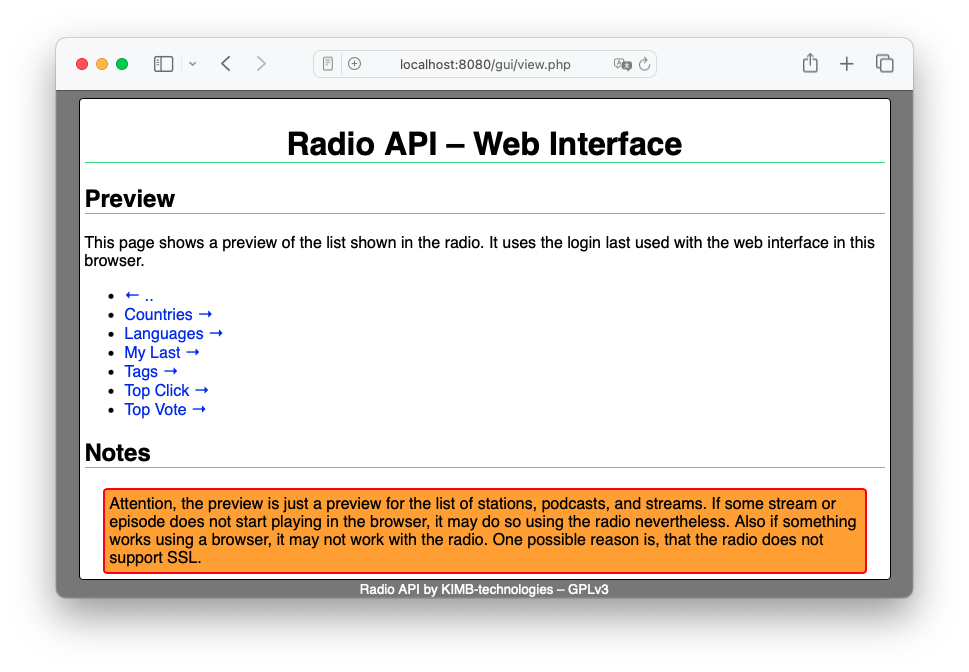 localhost:8080/gui/view.php
Radio API – Web Interface
Preview
This page shows a preview of the list shown in the radio. It uses the login last used with the web interface in this
browser.
← ..
Countries →
Languages →
My Last →
Tags →
Top Click →
Top Vote →
Notes
Attention, the preview is just a preview for the list of stations, podcasts, and streams. If some stream or
episode does not start playing in the browser, it may do so using the radio nevertheless. Also if something
works using a browser, it may not work with the radio. One possible reason is, that the radio does not
support SSL.
Radio API by KIMB-technologies – GPLv3